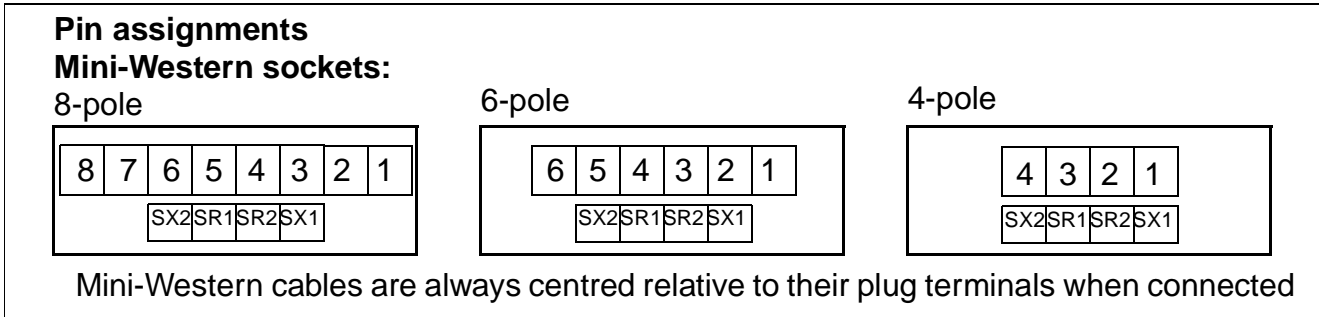 Pin assignments
Mini-Western sockets:
8-pole 6-pole 4-pole
8 7 6 5 4 3 2 1 6 5 4 3 2 1 4 3 2 1
SX2 SR1 SR2 SX1 SX2 SR1 SR2 SX1 SX2 SR1 SR2 SX1
Mini-Western cables are always centred relative to their plug terminals when connected